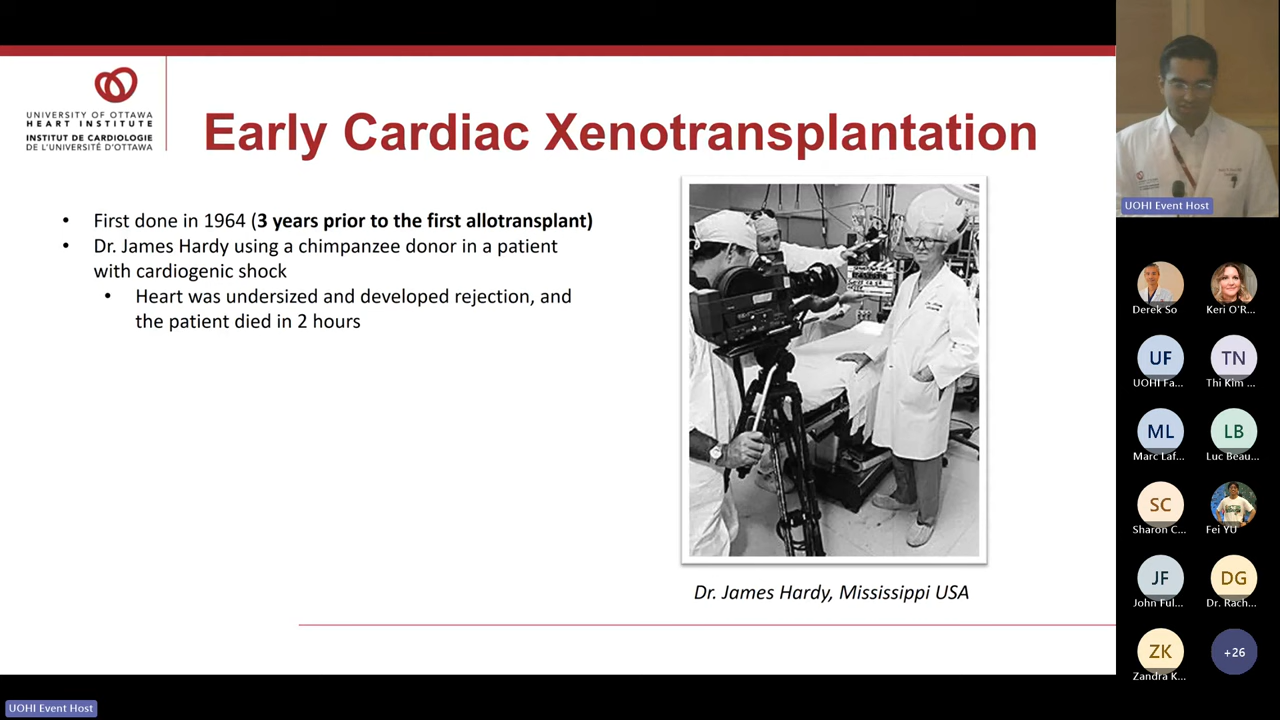 UNIVERSITY OF OTTAWA
HEART INSTITUTE
INSTITUT DE CARDIOLOGIE
DE L'UNIVERSITÉ D'OTTAWA
Early Cardiac Xenotransplantation
• First done in 1964 (3 years prior to the first allotransplant)
• Dr. James Hardy using a chimpanzee donor in a patient
with cardiogenic shock
• Heart was undersized and developed rejection, and
the patient died in 2 hours
Dr. James Hardy, Mississippi USA
UOHI Event Host
Derek So
Keri O'R...
UF
UOHI Fa...
TN
Thi Kim ...
ML
Marc Laf...
LB
Luc Beau...
SC
Sharon C...
Fei YU
JF
John Ful...
DG
Dr. Rach...
ZK
Zandra K...
+26
UOHI Event Host